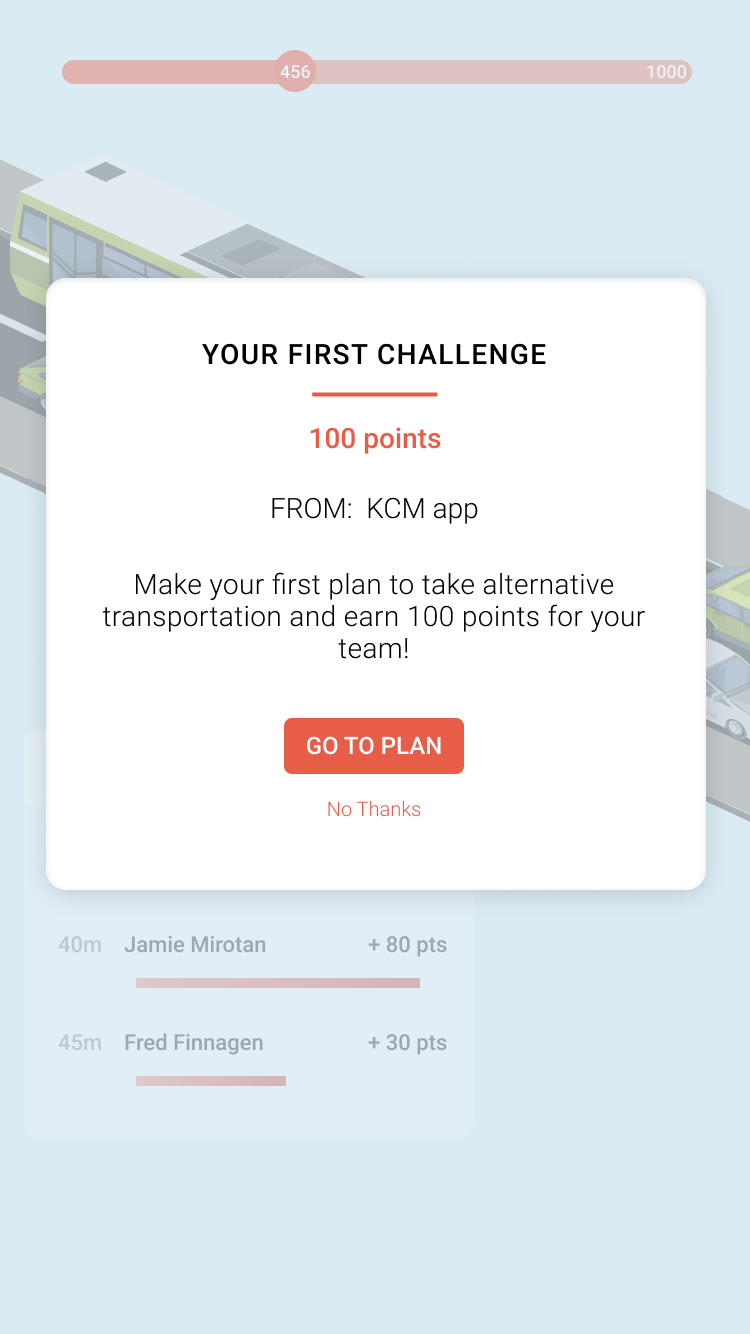 456 1000
YOUR FIRST CHALLENGE
100 points
FROM:  KCM app
Make your first plan to take alternative
transportation and earn 100 points for your
team!
GO TO PLAN
No Thanks
40m Jamie Mirotan + 80 pts
45m Fred Finnagen + 30 pts